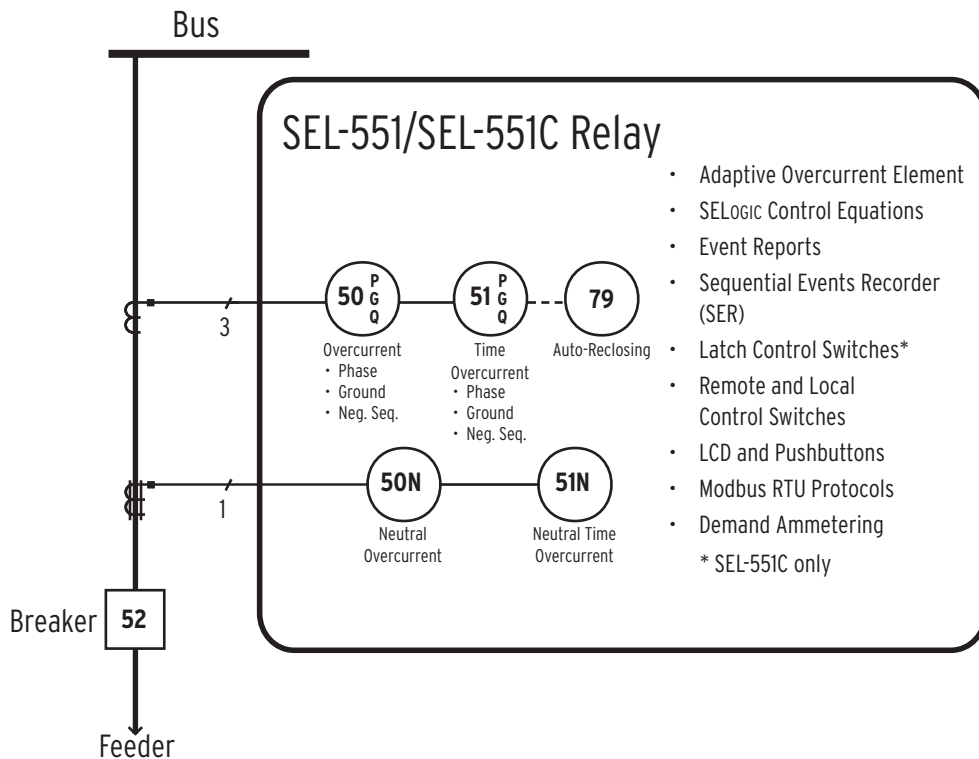 Bus
SEL-551/SEL-551C Relay
• Adaptive Overcurrent Element
• SELOGIC Control Equations
• Event Reports
• Sequential Events Recorder
(SER)
• Latch Control Switches*
• Remote and Local
Control Switches
• LCD and Pushbuttons
• Modbus RTU Protocols
• Demand Ammetering
* SEL-551C only
3
50 P
G
Q
Overcurrent
• Phase
• Ground
• Neg. Seq.
51 P
G
Q
Time
Overcurrent
• Phase
• Ground
• Neg. Seq.
79
Auto-Reclosing
1
50N
Neutral
Overcurrent
51N
Neutral Time
Overcurrent
Breaker
52
Feeder